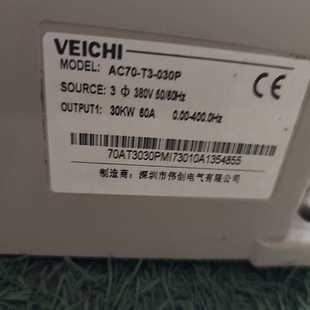 VEICHI
MODEL: AC70-T3-030P
SOURCE: 3 Φ 380V 50/60Hz
OUTPUT1: 30KW 60A 0.00-400.0Hz
CE
70AT3030PMI73010A1354855
制造商: 深圳市伟创电气有限公司